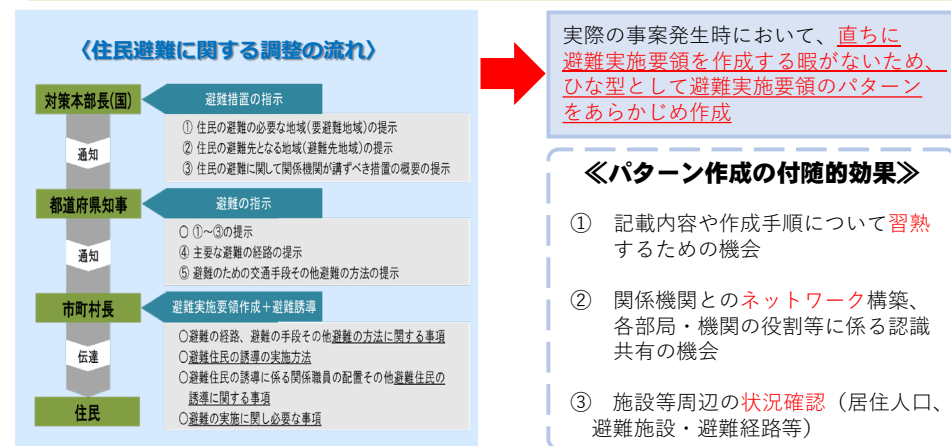 〈住民避難に関する調整の流れ〉
対策本部長(国)
避難措置の指示
① 住民の避難の必要な地域(要避難地域)の提示
② 住民の避難先となる地域(避難先地域)の提示
③ 住民の避難に関して関係機関が講ずべき措置の概要の提示
通知
都道府県知事
避難の指示
〇 ①～③の提示
④ 主要な避難の経路の提示
⑤ 避難のための交通手段その他避難の方法の提示
通知
市町村長
避難実施要領作成＋避難誘導
〇避難の経路、避難の手段その他避難の方法に関する事項
〇避難住民の誘導の実施方法
〇避難住民の誘導に係る関係職員の配置その他避難住民の
誘導に関する事項
〇避難の実施に関し必要な事項
伝達
住民
実際の事案発生時において、直ちに
避難実施要領を作成する暇がないため、
ひな型として避難実施要領のパターン
をあらかじめ作成
≪パターン作成の付随的効果≫
① 記載内容や作成手順について習熟
するための機会
② 関係機関とのネットワーク構築、
各部局・機関の役割等に係る認識
共有の機会
③ 施設等周辺の状況確認（居住人口、
避難施設・避難経路等）